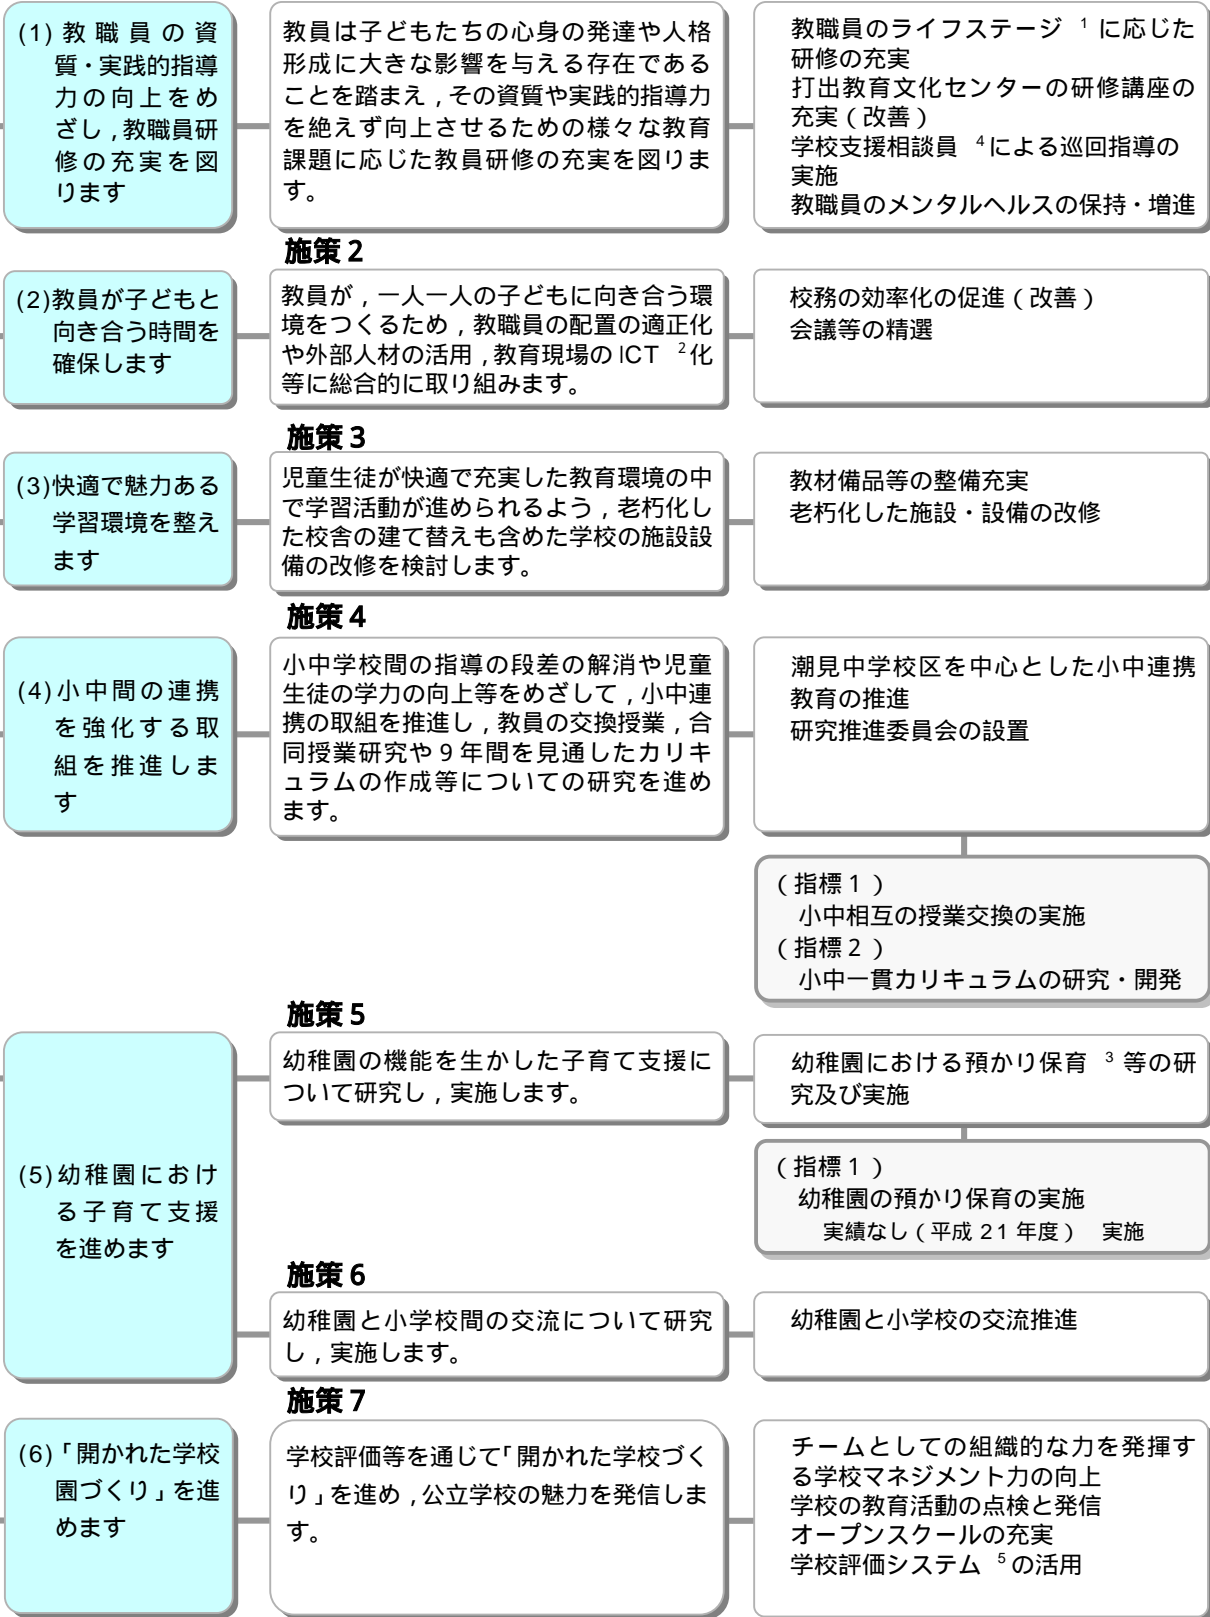 (1)教職員の資
質・実践的指導
力の向上をめ
ざし，教職員研
修の充実を図
ります
教員は子どもたちの心身の発達や人格
形成に大きな影響を与える存在である
ことを踏まえ，その資質や実践的指導力
を絶えず向上させるための様々な教育
課題に応じた教員研修の充実を図りま
す。
教職員のライフステージ 1 に応じた
研修の充実
打出教育文化センターの研修講座の
充実（改善）
学校支援相談員 4による巡回指導の
実施
教職員のメンタルヘルスの保持・増進
施策２
(2)教員が子どもと
向き合う時間を
確保します
教員が，一人一人の子どもに向き合う環
境をつくるため，教職員の配置の適正化
や外部人材の活用，教育現場のICT 2化
等に総合的に取り組みます。
校務の効率化の促進（改善）
会議等の精選
施策３
(3)快適で魅力ある
学習環境を整え
ます
児童生徒が快適で充実した教育環境の中
で学習活動が進められるよう，老朽化し
た校舎の建て替えも含めた学校の施設設
備の改修を検討します。
教材備品等の整備充実
老朽化した施設・設備の改修
施策４
(4)小中間の連携
を強化する取
組を推進しま
す
小中学校間の指導の段差の解消や児童
生徒の学力の向上等をめざして，小中連
携の取組を推進し，教員の交換授業，合
同授業研究や９年間を見通したカリキ
ュラムの作成等についての研究を進め
ます。
潮見中学校区を中心とした小中連携
教育の推進
研究推進委員会の設置
（指標１）
小中相互の授業交換の実施
（指標２）
小中一貫カリキュラムの研究・開発
施策５
(5)幼稚園におけ
る子育て支援
を進めます
幼稚園の機能を生かした子育て支援に
ついて研究し，実施します。
幼稚園における預かり保育 3 等の研
究及び実施
（指標１）
幼稚園の預かり保育の実施
実績なし（平成 21 年度） 実施
施策６
幼稚園と小学校間の交流について研究
し，実施します。
幼稚園と小学校の交流推進
施策７
(6)「開かれた学校
園づくり」を進
めます
学校評価等を通じて「開かれた学校づく
り」を進め，公立学校の魅力を発信しま
す。
チームとしての組織的な力を発揮す
る学校マネジメント力の向上
学校の教育活動の点検と発信
オープンスクールの充実
学校評価システム 5の活用